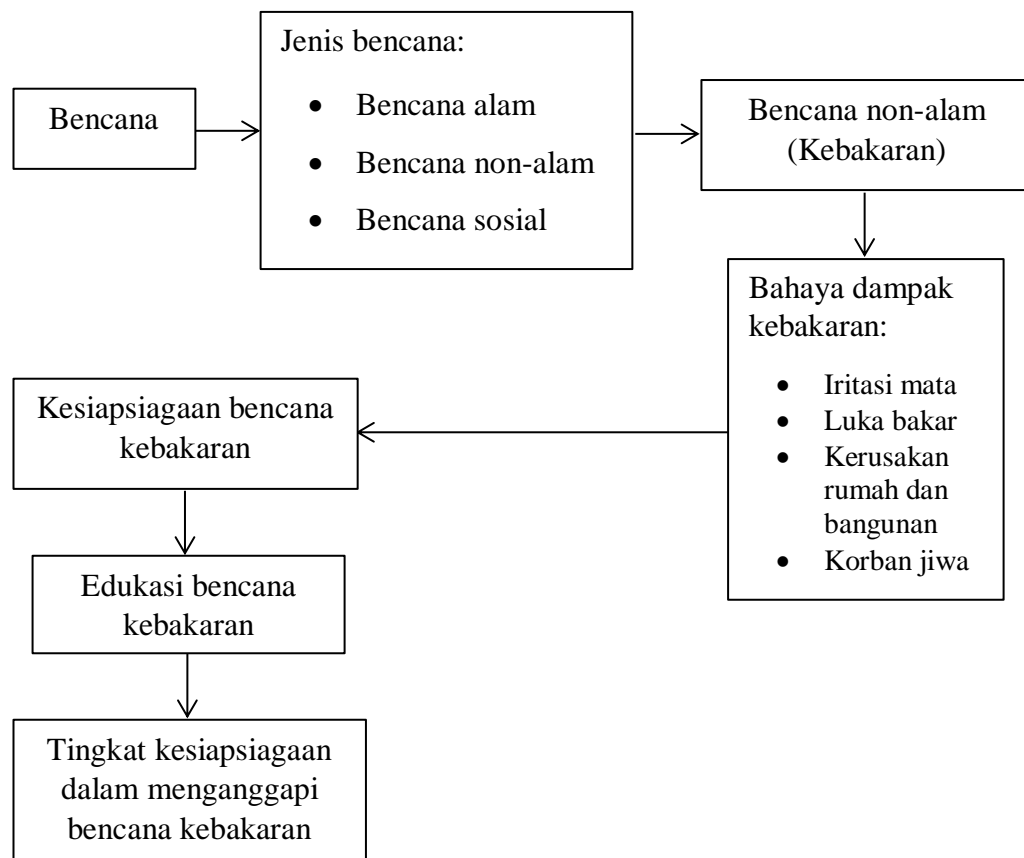 Bencana
Jenis bencana:
• Bencana alam
• Bencana non-alam
• Bencana sosial
Bencana non-alam
(Kebakaran)
Bahaya dampak
kebakaran:
• Iritasi mata
• Luka bakar
• Kerusakan
rumah dan
bangunan
• Korban jiwa
Kesiapsiagaan bencana
kebakaran
Edukasi bencana
kebakaran
Tingkat kesiapsiagaan
dalam menganggapi
bencana kebakaran